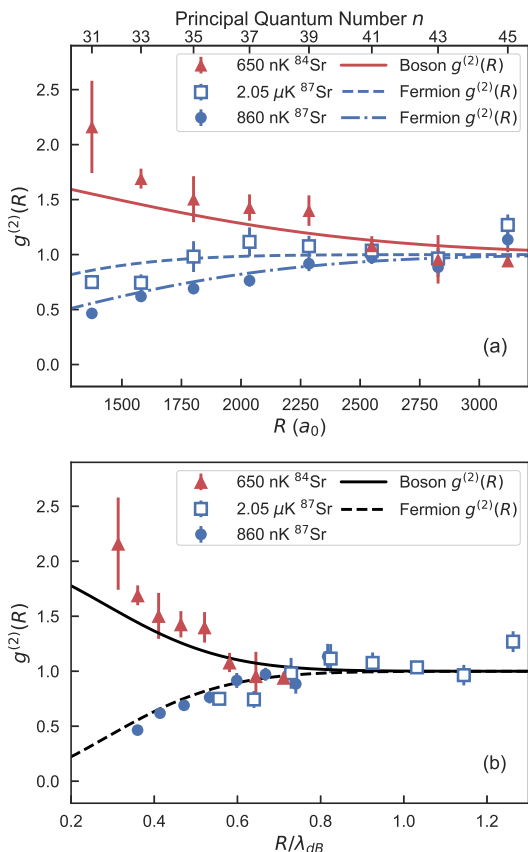 Principal Quantum Number n
31 33 35 37 39 41 43 45
650 nK ⁸⁴Sr Boson g⁽²⁾(R)
2.05 μK ⁸⁷Sr Fermion g⁽²⁾(R)
860 nK ⁸⁷Sr Fermion g⁽²⁾(R)
2.5
2.0
1.5
1.0
0.5
0.0
g⁽²⁾(R)
(a)
1500 1750 2000 2250 2500 2750 3000
R (a₀)
650 nK ⁸⁴Sr Boson g⁽²⁾(R)
2.05 μK ⁸⁷Sr Fermion g⁽²⁾(R)
860 nK ⁸⁷Sr
2.5
2.0
1.5
1.0
0.5
0.0
g⁽²⁾(R)
(b)
0.2 0.4 0.6 0.8 1.0 1.2
R/λ_dB